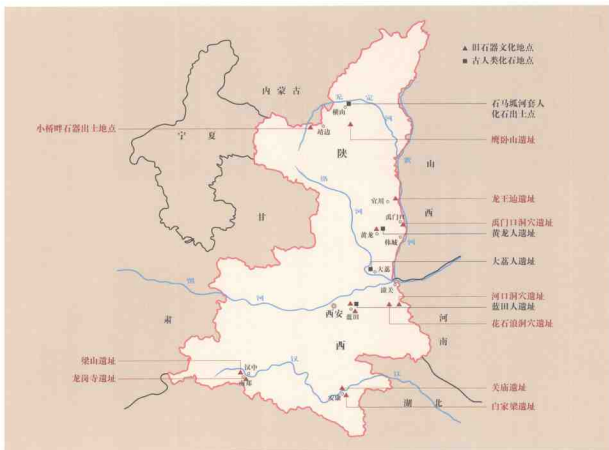 ▲ 旧石器文化地点
■ 古人类化石地点
内蒙古
无定河
横山
石马坬河套人
化石出土点
小桥畔石器出土地点
靖边
鹰卧山遗址
宁夏
陕
黄
山
洛河
甘
宜川
龙王辿遗址
西
禹门口
禹门口洞穴遗址
黄龙
黄龙人遗址
韩城
河
大荔
大荔人遗址
渭河
潼关
西安
蓝田
河口洞穴遗址
蓝田人遗址
花石浪洞穴遗址
肃
西
河南
梁山遗址
汉中
汉江
龙岗寺遗址
南郑
安康
关庙遗址
湖北
白家梁遗址